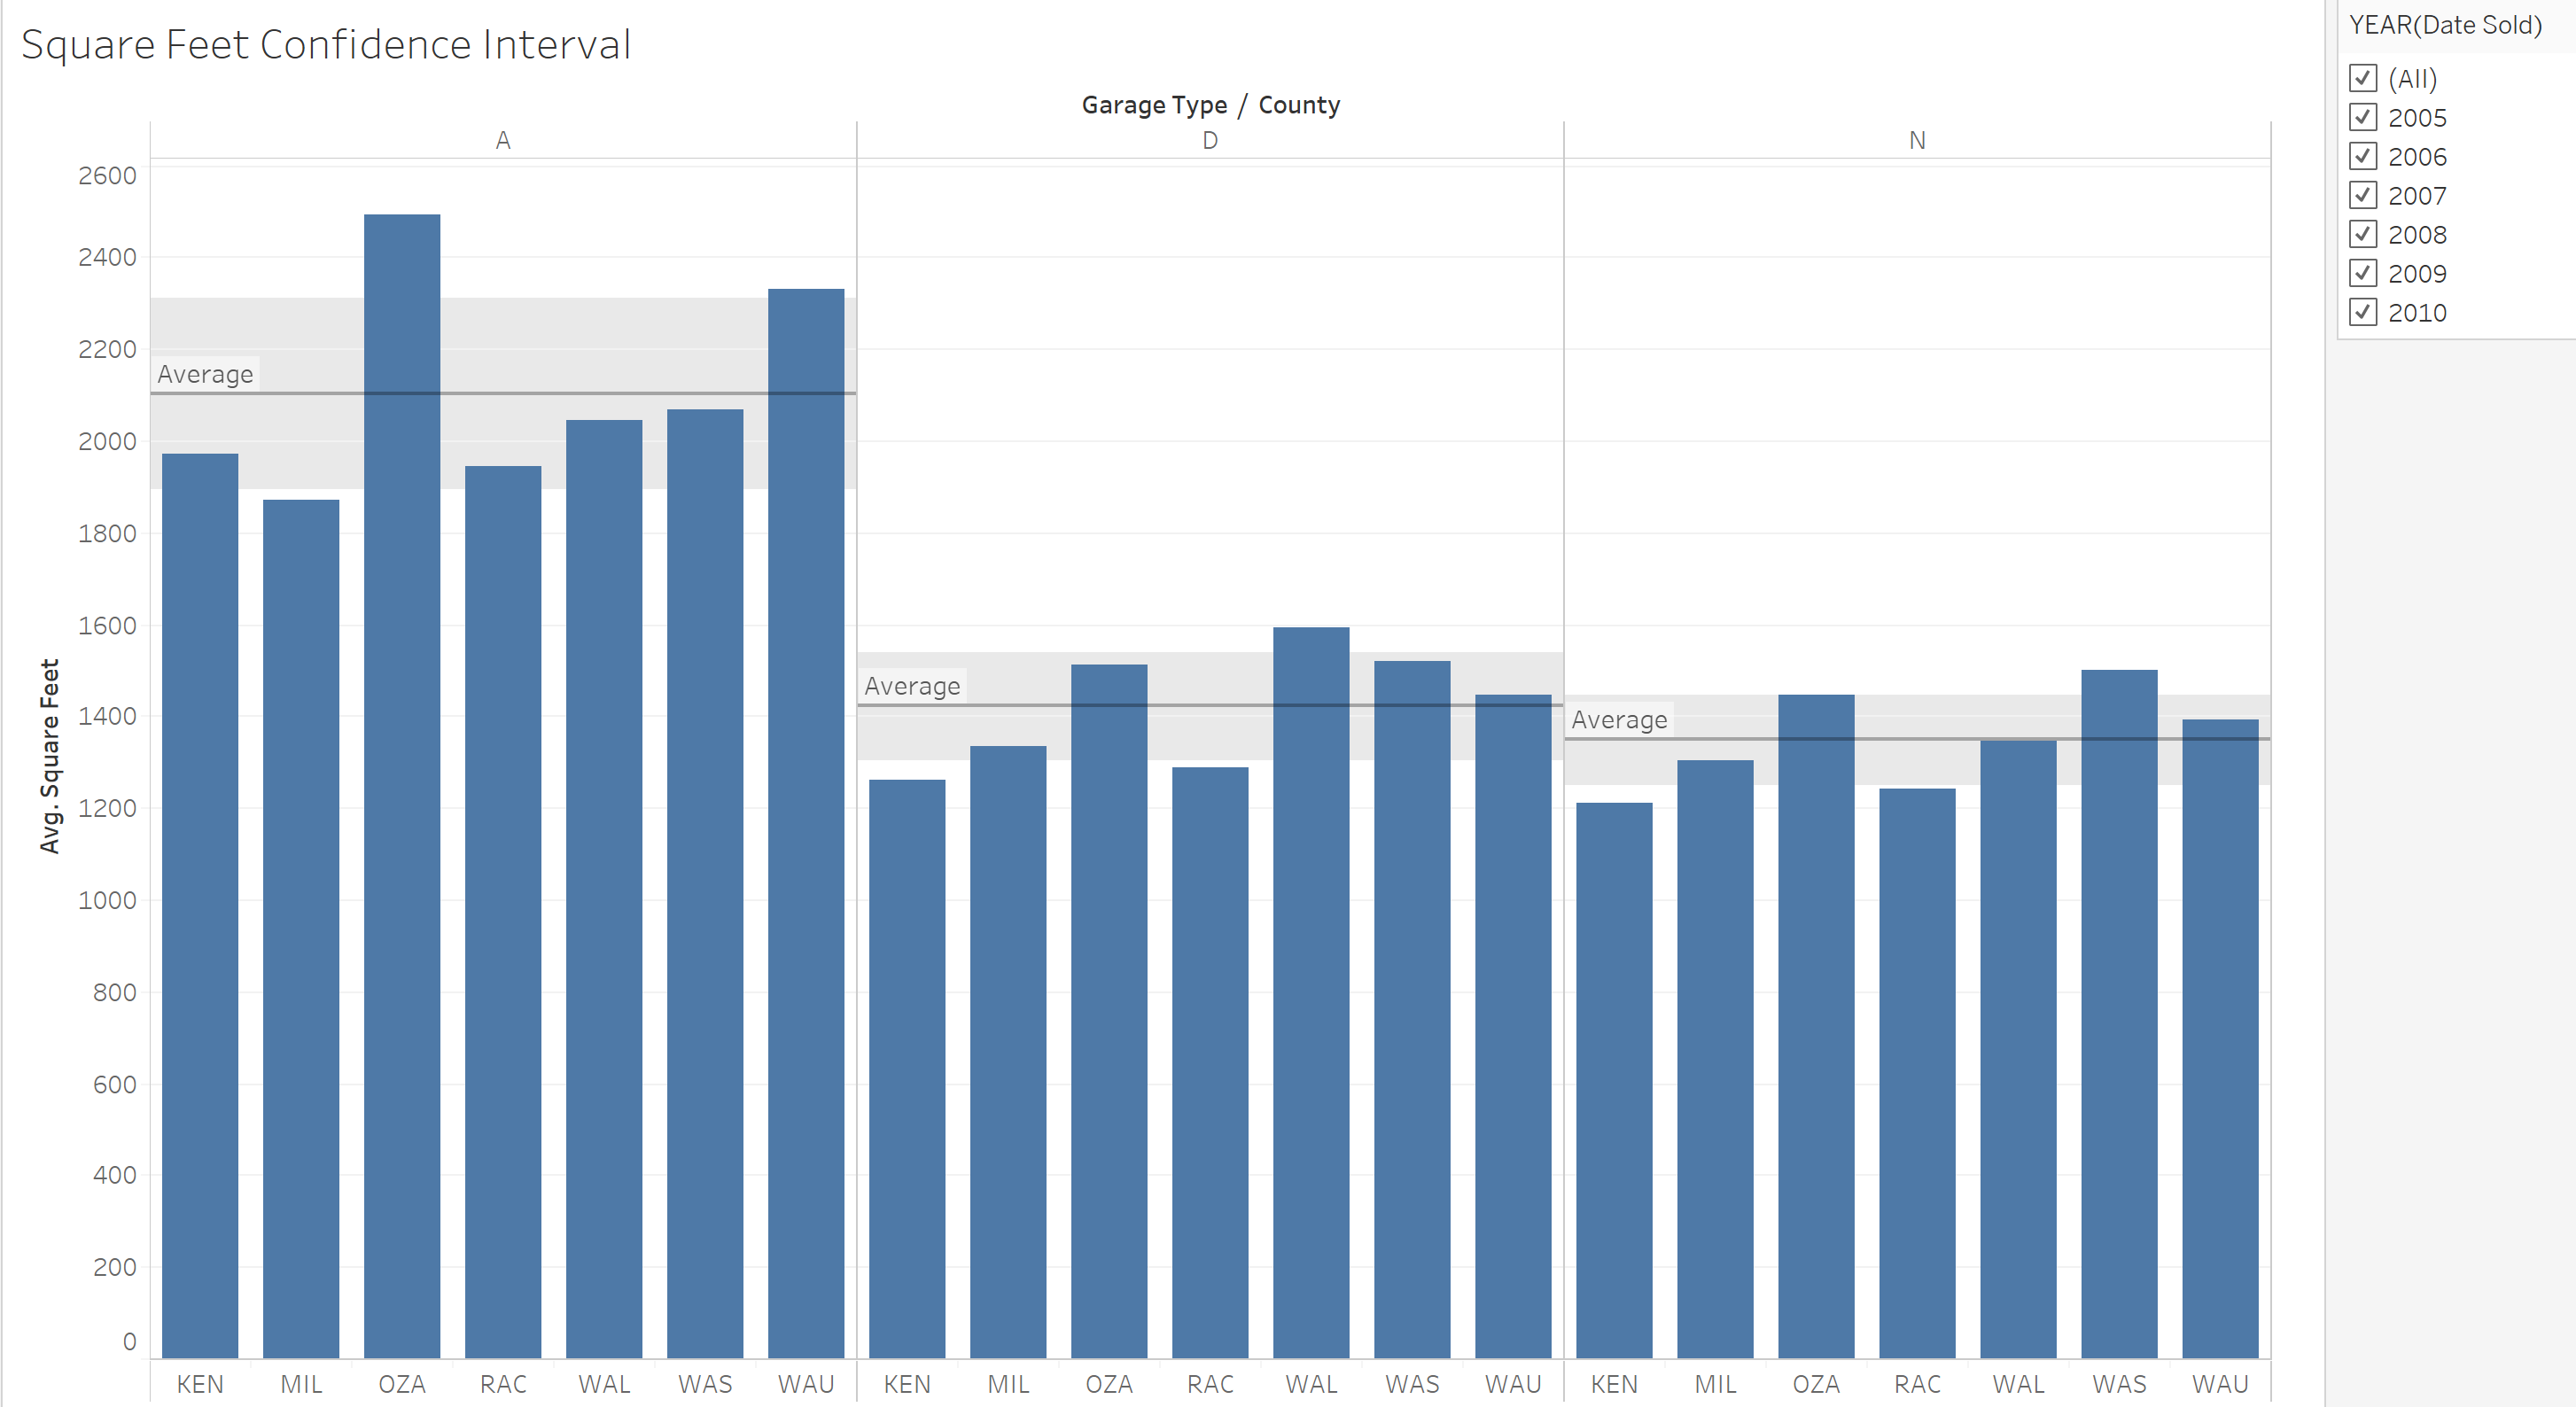 Square Feet Confidence Interval
Garage Type / County
A D N
2600
2400
2200
2000
1800
1600
1400
1200
1000
800
600
400
200
0
Avg. Square Feet
Average
Average
Average
KEN MIL OZA RAC WAL WAS WAU KEN MIL OZA RAC WAL WAS WAU KEN MIL OZA RAC WAL WAS WAU
YEAR(Date Sold)
(All)
2005
2006
2007
2008
2009
2010